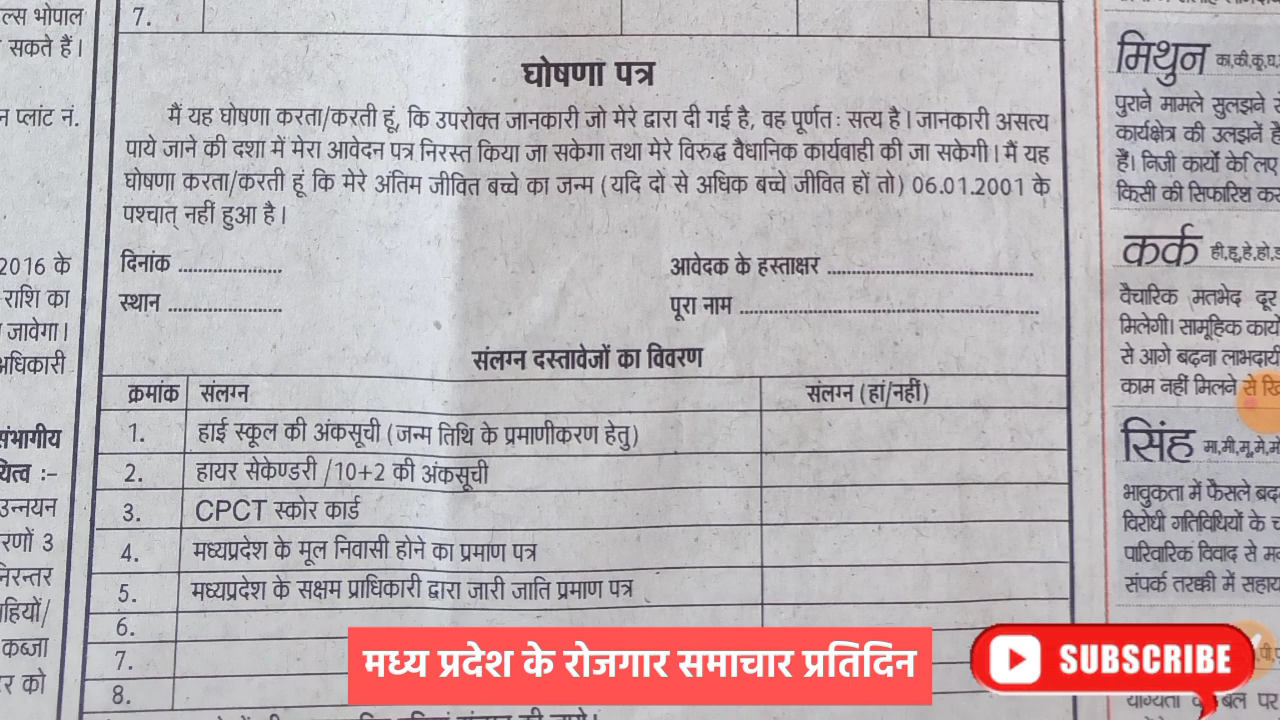 ल्स भोपाल
सकते हैं।
न प्लांट नं.
2016 के
राशि का
जावेगा।
अधिकारी
संभागीय
यित्व :-
उन्नयन
रणों 3
निरन्तर
हियों/
कब्जा
र को
7.
घोषणा पत्र
मैं यह घोषणा करता/करती हूं, कि उपरोक्त जानकारी जो मेरे द्वारा दी गई है, वह पूर्णतः सत्य है। जानकारी असत्य
पाये जाने की दशा में मेरा आवेदन पत्र निरस्त किया जा सकेगा तथा मेरे विरुद्ध वैधानिक कार्यवाही की जा सकेगी। मैं यह
घोषणा करता/करती हूं कि मेरे अंतिम जीवित बच्चे का जन्म (यदि दो से अधिक बच्चे जीवित हों तो) 06.01.2001 के
पश्चात् नहीं हुआ है।
दिनांक ..................... आवेदक के हस्ताक्षर .........................................
स्थान ....................... पूरा नाम ............................................................
संलग्न दस्तावेजों का विवरण
क्रमांक संलग्न संलग्न (हां/नहीं)
1. हाई स्कूल की अंकसूची (जन्म तिथि के प्रमाणीकरण हेतु)
2. हायर सेकेण्डरी /10+2 की अंकसूची
3. CPCT स्कोर कार्ड
4. मध्यप्रदेश के मूल निवासी होने का प्रमाण पत्र
5. मध्यप्रदेश के सक्षम प्राधिकारी द्वारा जारी जाति प्रमाण पत्र
6.
7.
8.
मध्य प्रदेश के रोजगार समाचार प्रतिदिन
SUBSCRIBE
मिथुन का,की,कू,घ,
पुराने मामले सुलझने
कार्यक्षेत्र की उलझनें
हैं। निजी कार्यो के लिए
किसी की सिफारिश
कर्क ही,हू,हे,हो,
वैचारिक मतभेद दूर
मिलेगी। सामूहिक
से आगे बढ़ना
काम नहीं मिलने से
सिंह मा,मी,मू,मे,
भावुकता में फैसले
विरोधी गतिविधियों के
पारिवारिक विवाद से
संपर्क तरक्की में
योग्यता बल पर